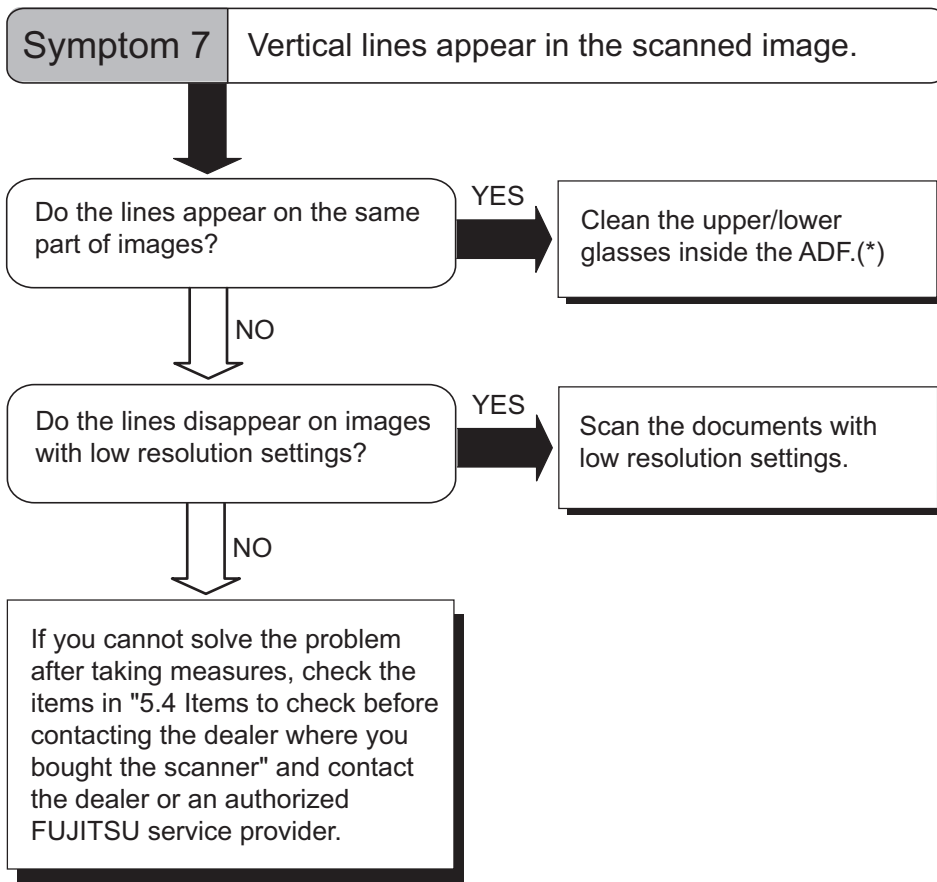 Symptom 7
Vertical lines appear in the scanned image.
Do the lines appear on the same
part of images?
YES
Clean the upper/lower
glasses inside the ADF.(*)
NO
Do the lines disappear on images
with low resolution settings?
YES
Scan the documents with
low resolution settings.
NO
If you cannot solve the problem
after taking measures, check the
items in "5.4 Items to check before
contacting the dealer where you
bought the scanner" and contact
the dealer or an authorized
FUJITSU service provider.